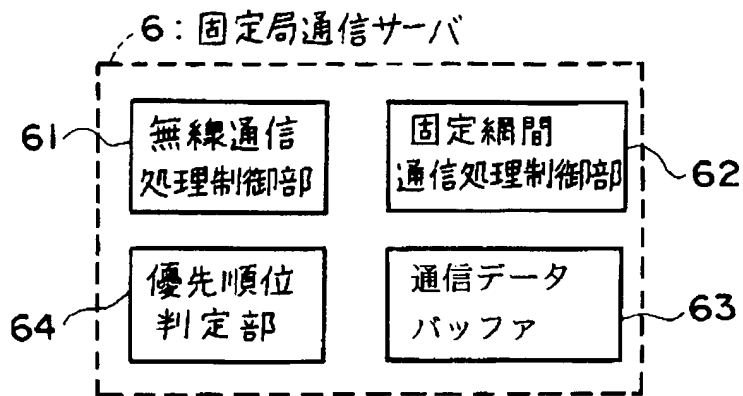 6：固定局通信サーバ
61
無線通信
処理制御部
固定網間
通信処理制御部
62
64
優先順位
判定部
通信データ
バッファ
63